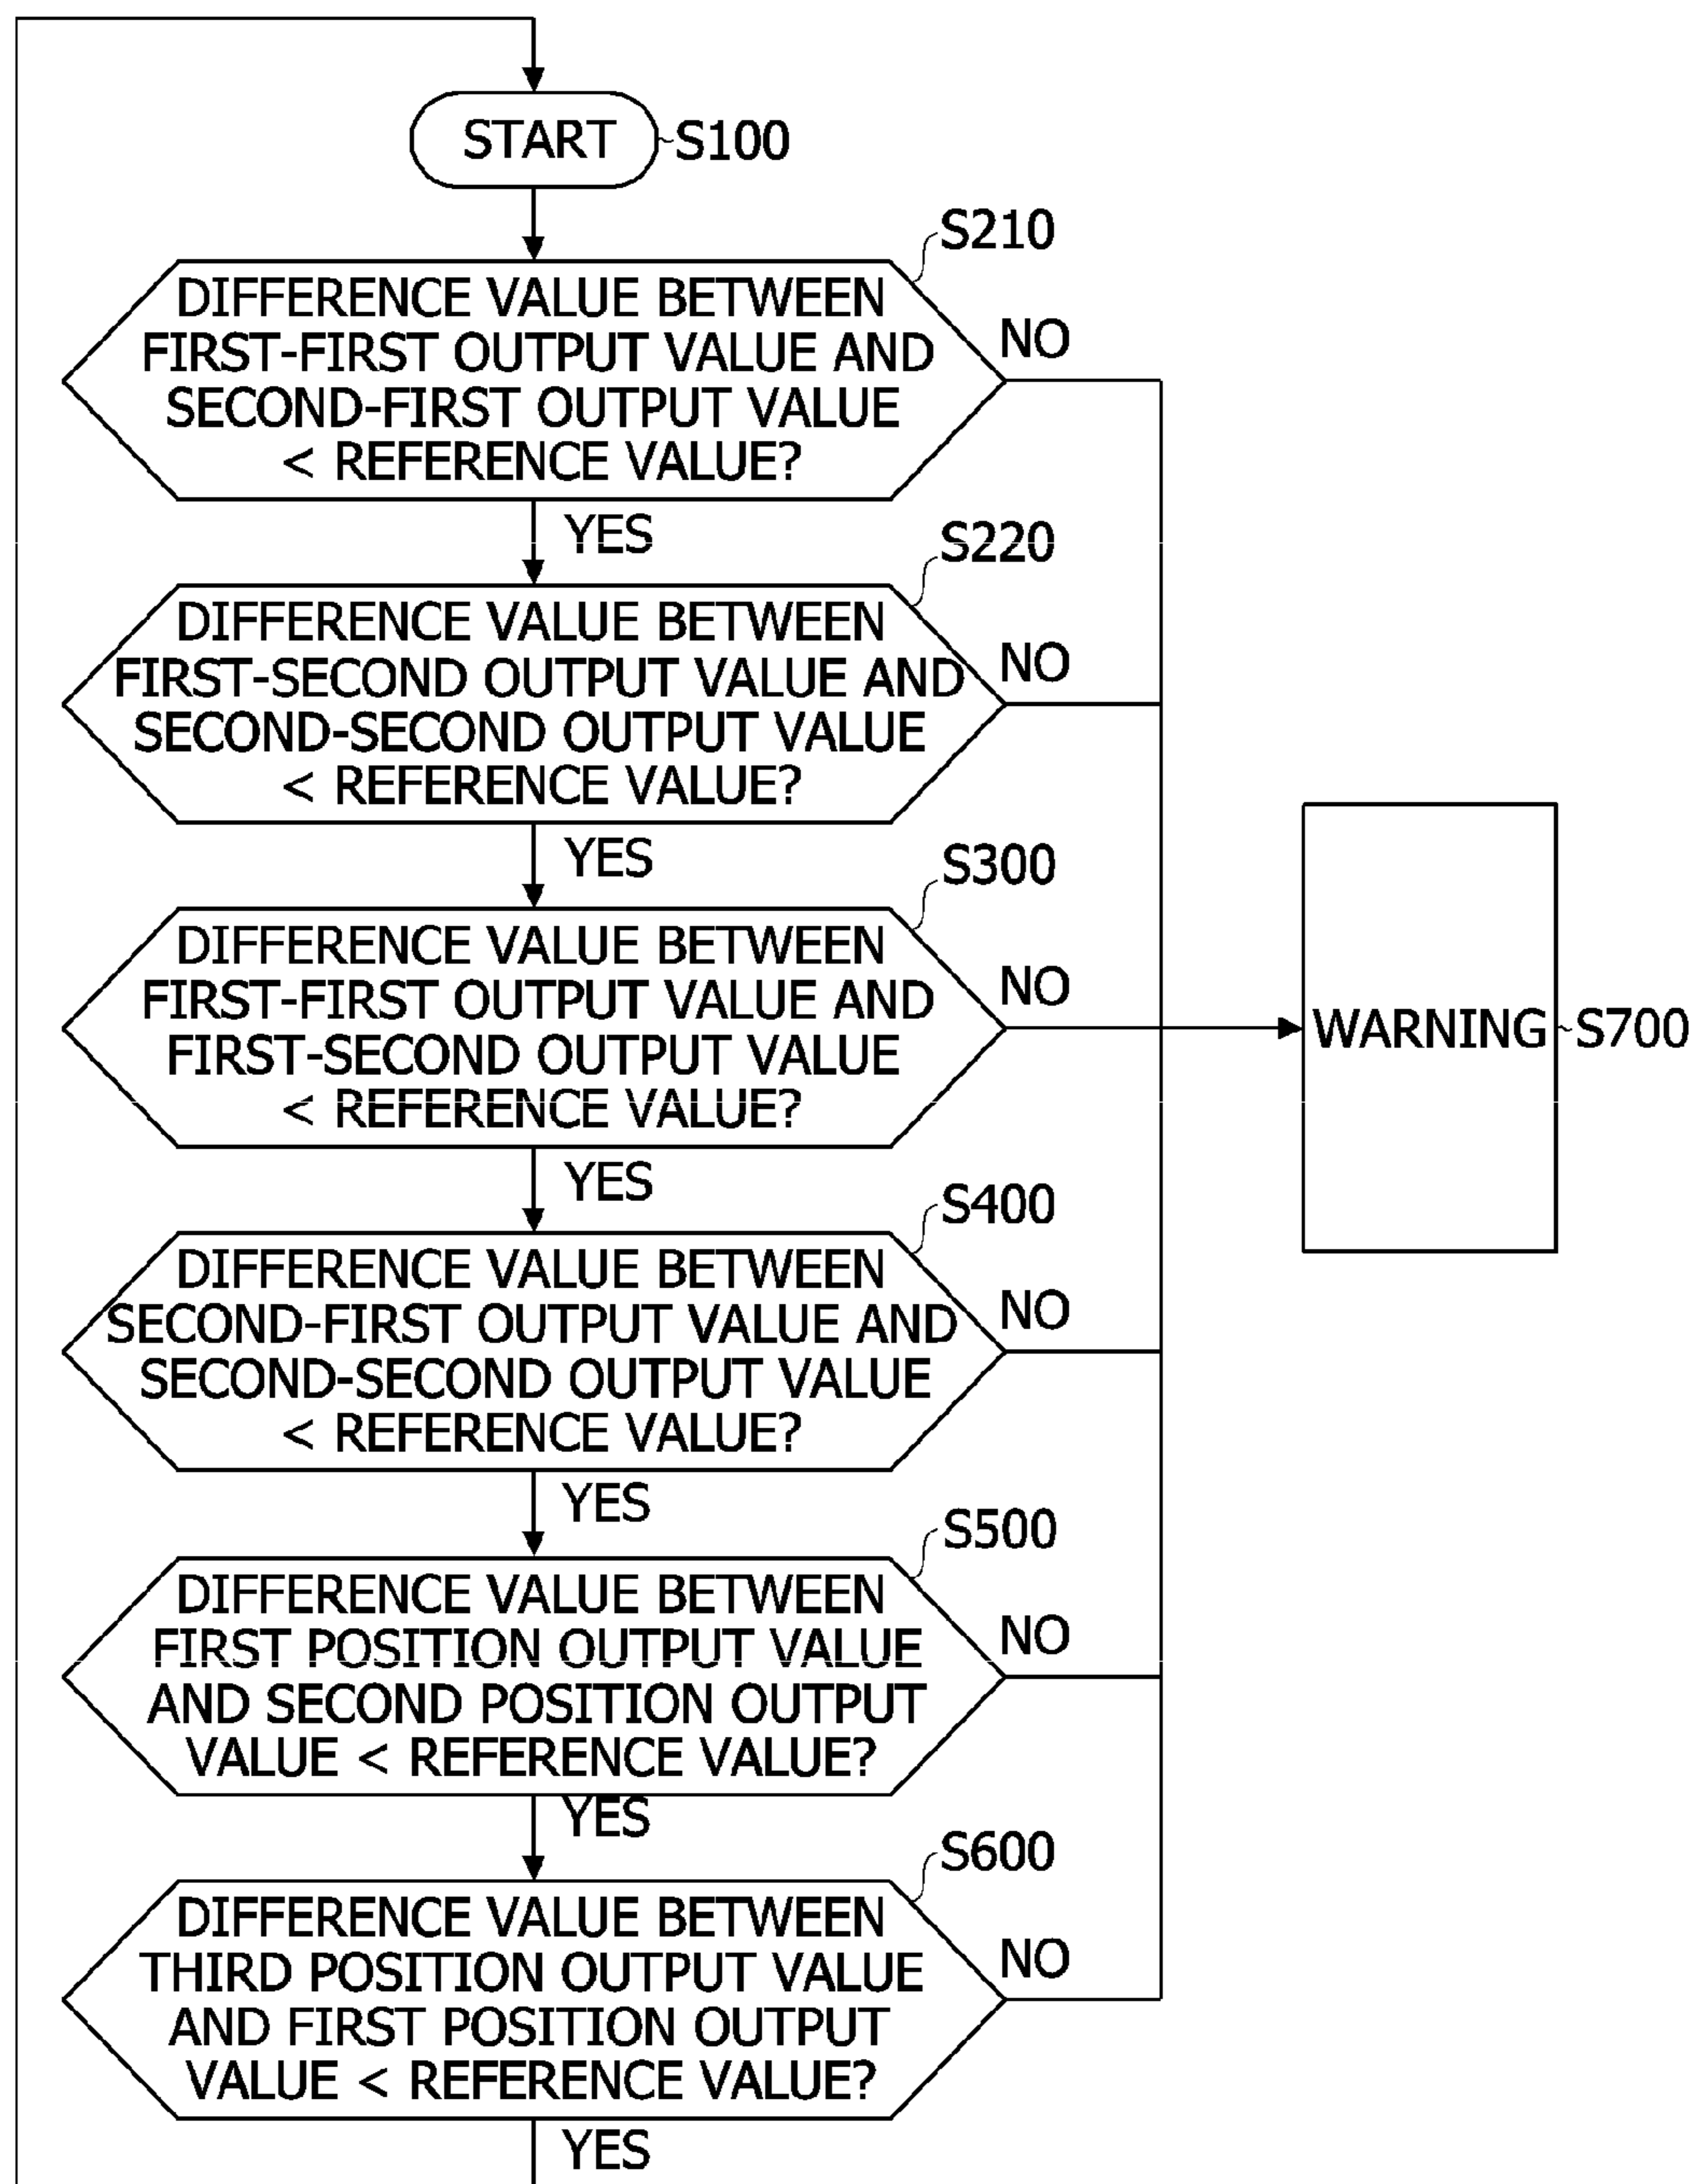 START
S100
S210
DIFFERENCE VALUE BETWEEN
FIRST-FIRST OUTPUT VALUE AND
SECOND-FIRST OUTPUT VALUE
< REFERENCE VALUE?
NO
YES
S220
DIFFERENCE VALUE BETWEEN
FIRST-SECOND OUTPUT VALUE AND
SECOND-SECOND OUTPUT VALUE
< REFERENCE VALUE?
NO
YES
S300
DIFFERENCE VALUE BETWEEN
FIRST-FIRST OUTPUT VALUE AND
FIRST-SECOND OUTPUT VALUE
< REFERENCE VALUE?
NO
WARNING
S700
YES
S400
DIFFERENCE VALUE BETWEEN
SECOND-FIRST OUTPUT VALUE AND
SECOND-SECOND OUTPUT VALUE
< REFERENCE VALUE?
NO
YES
S500
DIFFERENCE VALUE BETWEEN
FIRST POSITION OUTPUT VALUE
AND SECOND POSITION OUTPUT
VALUE < REFERENCE VALUE?
NO
YES
S600
DIFFERENCE VALUE BETWEEN
THIRD POSITION OUTPUT VALUE
AND FIRST POSITION OUTPUT
VALUE < REFERENCE VALUE?
NO
YES